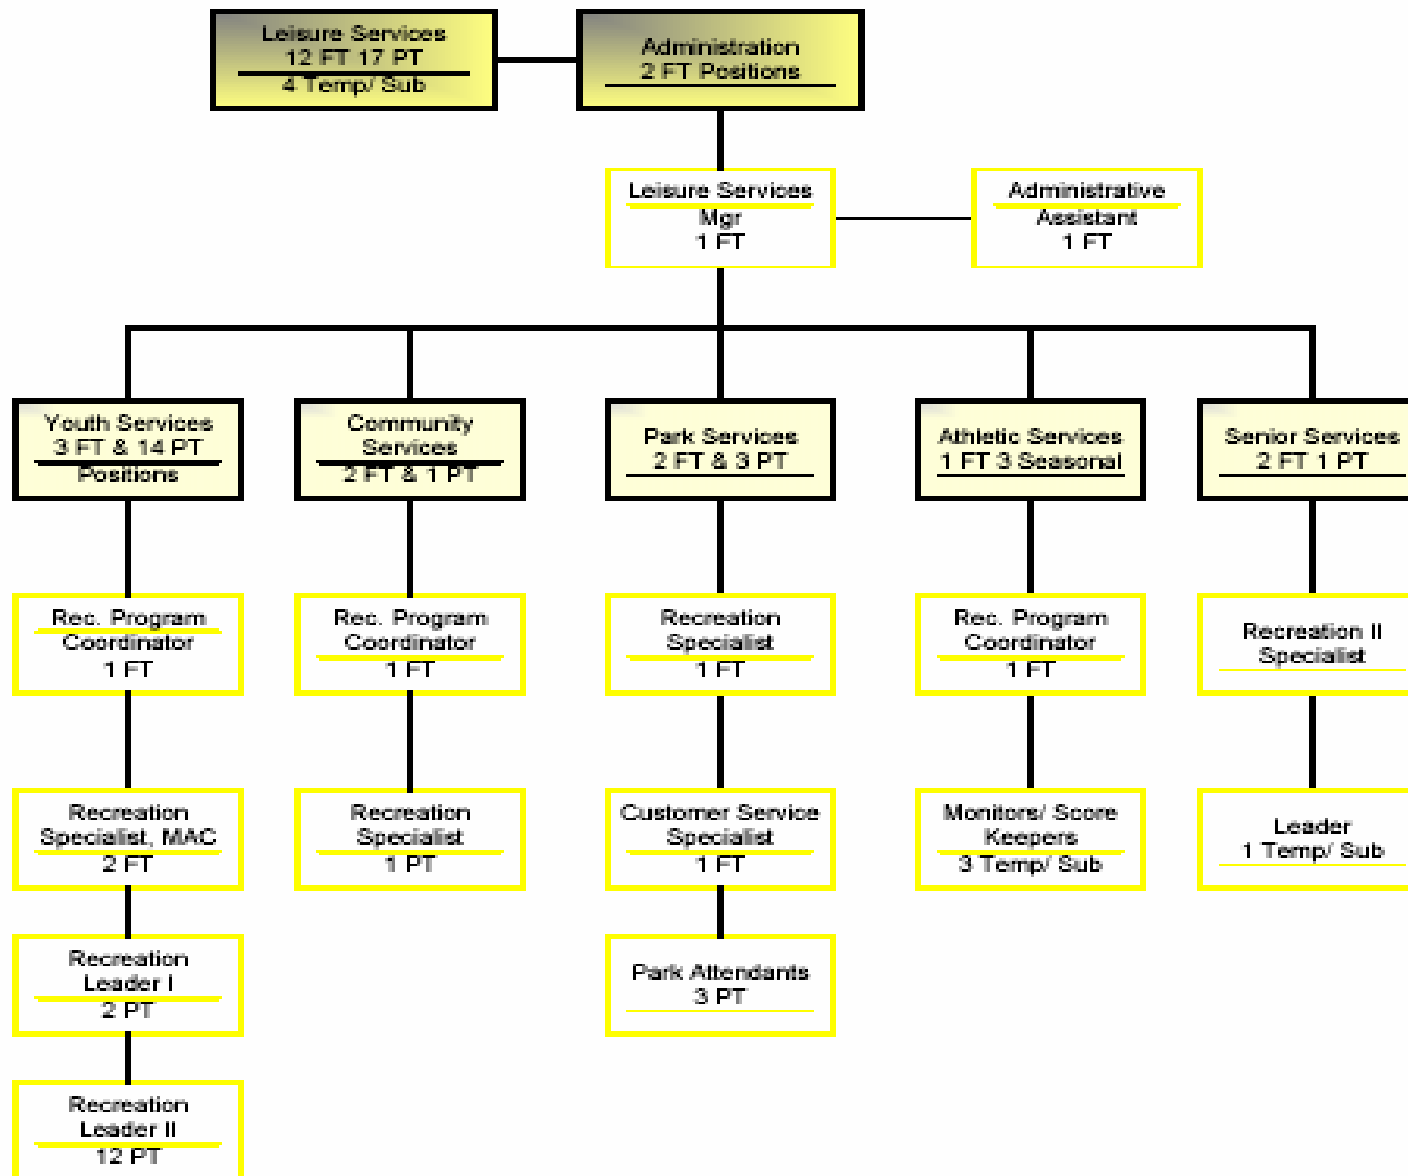 Leisure Services
12 FT 17 PT
4 Temp/ Sub
Administration
2 FT Positions
Leisure Services
Mgr
1 FT
Administrative
Assistant
1 FT
Youth Services
3 FT & 14 PT
Positions
Community
Services
2 FT & 1 PT
Park Services
2 FT & 3 PT
Athletic Services
1 FT 3 Seasonal
Senior Services
2 FT 1 PT
Rec. Program
Coordinator
1 FT
Rec. Program
Coordinator
1 FT
Recreation
Specialist
1 FT
Rec. Program
Coordinator
1 FT
Recreation II
Specialist
Recreation
Specialist, MAC
2 FT
Recreation
Specialist
1 PT
Customer Service
Specialist
1 FT
Monitors/ Score
Keepers
3 Temp/ Sub
Leader
1 Temp/ Sub
Recreation
Leader I
2 PT
Park Attendants
3 PT
Recreation
Leader II
12 PT